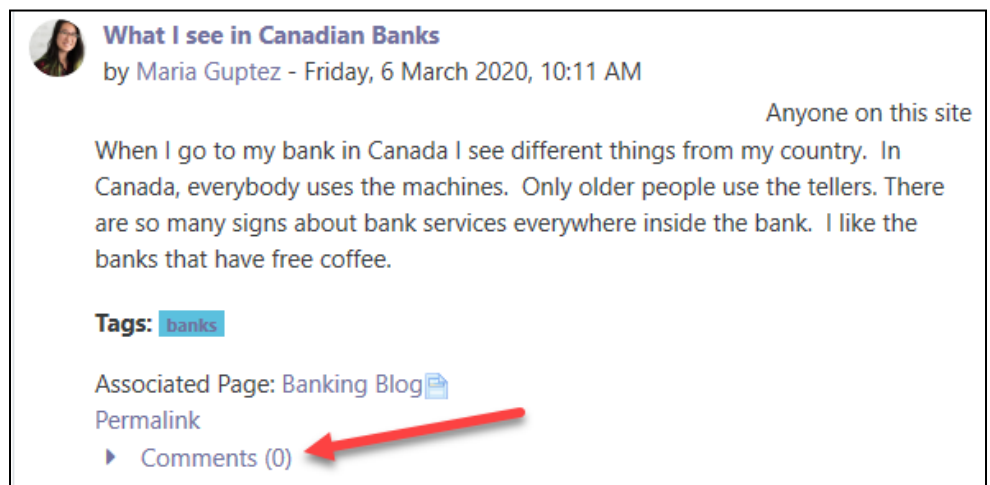 What I see in Canadian Banks
by Maria Guptez - Friday, 6 March 2020, 10:11 AM
Anyone on this site
When I go to my bank in Canada I see different things from my country.  In
Canada, everybody uses the machines.  Only older people use the tellers. There
are so many signs about bank services everywhere inside the bank.  I like the
banks that have free coffee.
Tags: banks
Associated Page: Banking Blog
Permalink
Comments (0)